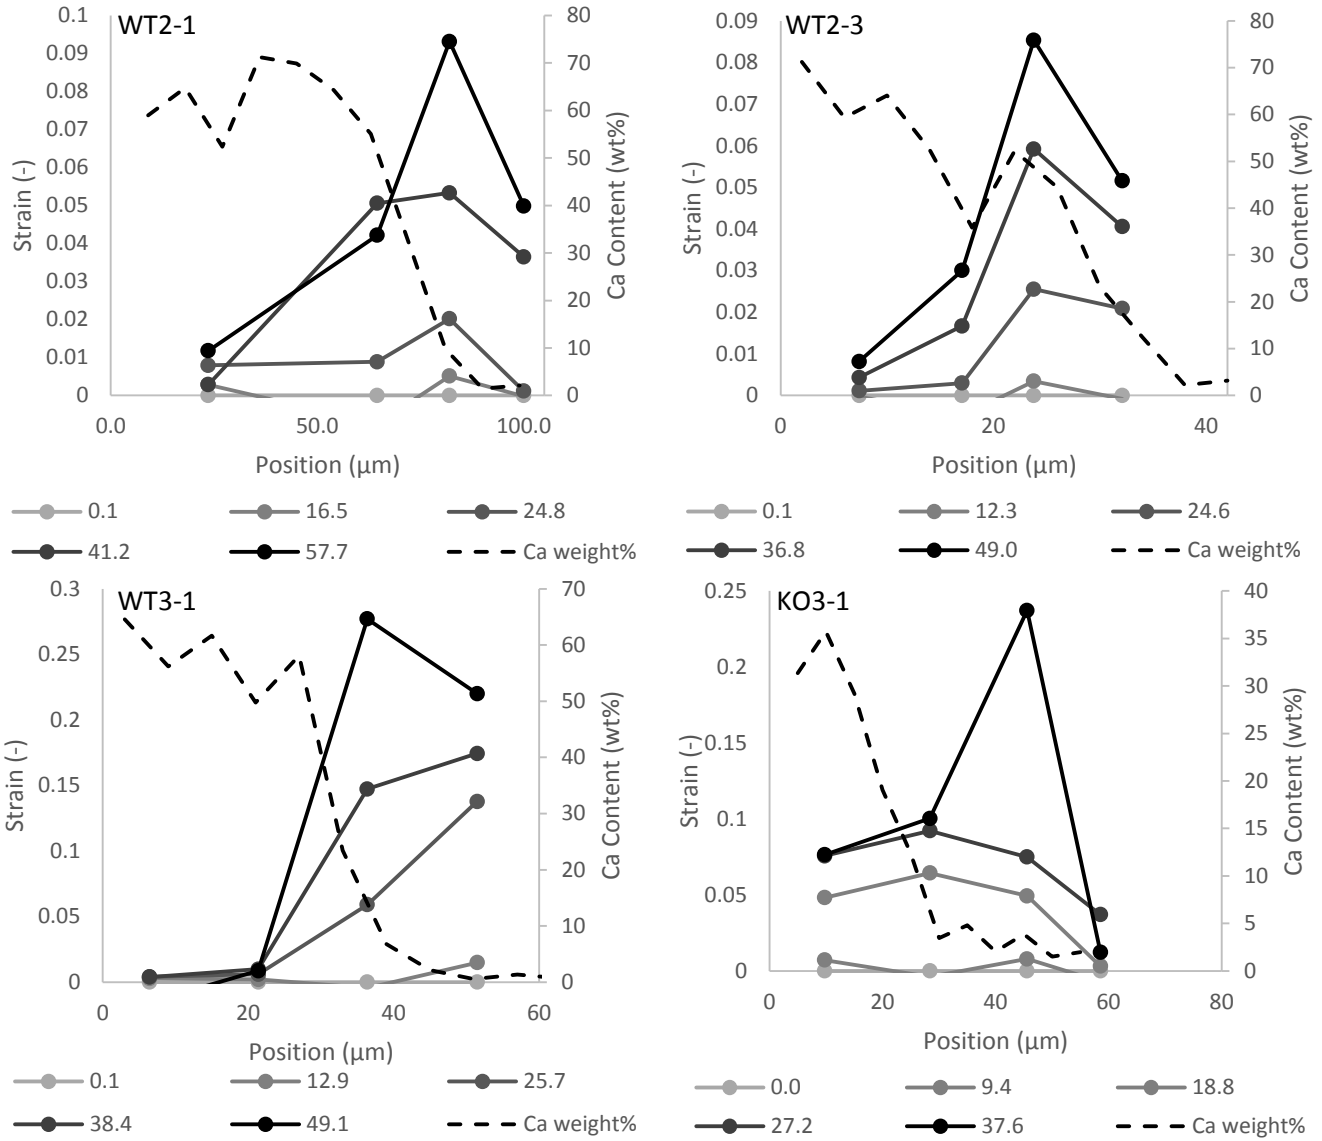 WT2-1
0.1
0.09
0.08
0.07
0.06
0.05
0.04
0.03
0.02
0.01
0
Strain (-)
80
70
60
50
40
30
20
10
0
Ca Content (wt%)
0.0 50.0 100.0
Position (µm)
0.1 16.5 24.8
41.2 57.7 Ca weight%
WT2-3
0.09
0.08
0.07
0.06
0.05
0.04
0.03
0.02
0.01
0
Strain (-)
80
70
60
50
40
30
20
10
0
Ca Content (wt%)
0 20 40
Position (µm)
0.1 12.3 24.6
36.8 49.0 Ca weight%
WT3-1
0.3
0.25
0.2
0.15
0.1
0.05
0
Strain (-)
70
60
50
40
30
20
10
0
Ca Content (wt%)
0 20 40 60
Position (µm)
0.1 12.9 25.7
38.4 49.1 Ca weight%
KO3-1
0.25
0.2
0.15
0.1
0.05
0
Strain (-)
40
35
30
25
20
15
10
5
0
Ca Content (wt%)
0 20 40 60 80
Position (µm)
0.0 9.4 18.8
27.2 37.6 Ca weight%